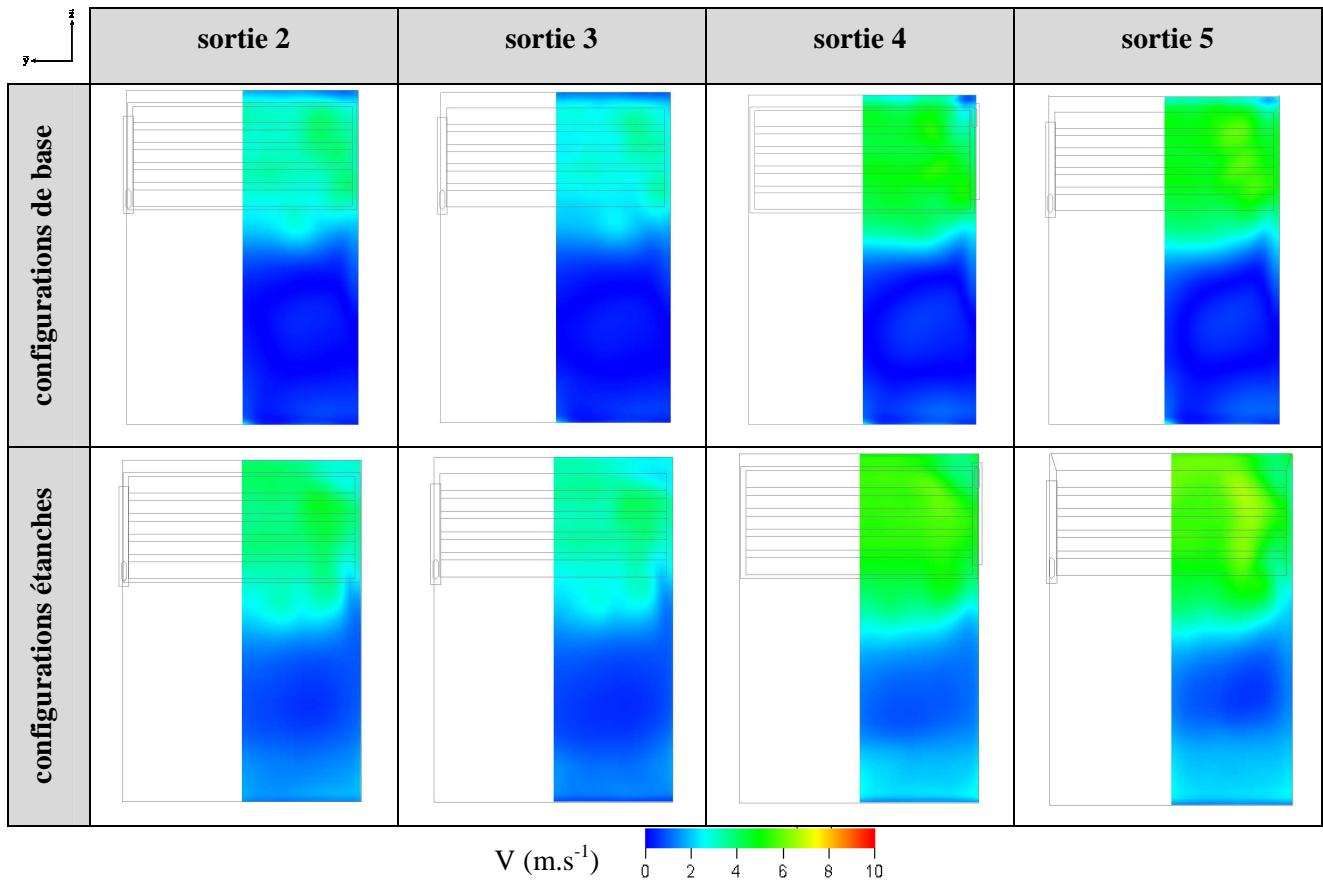 z
y
sortie 2 sortie 3 sortie 4 sortie 5
configurations de base
configurations étanches
V (m.s-1)
0 2 4 6 8 10